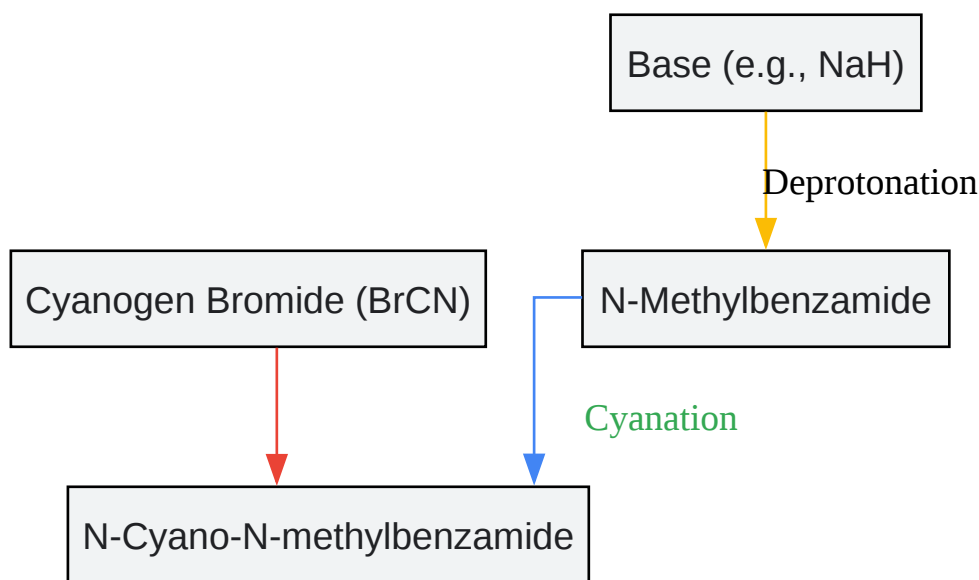 Base (e.g., NaH)
Deprotonation
Cyanogen Bromide (BrCN)
N-Methylbenzamide
Cyanation
N-Cyano-N-methylbenzamide